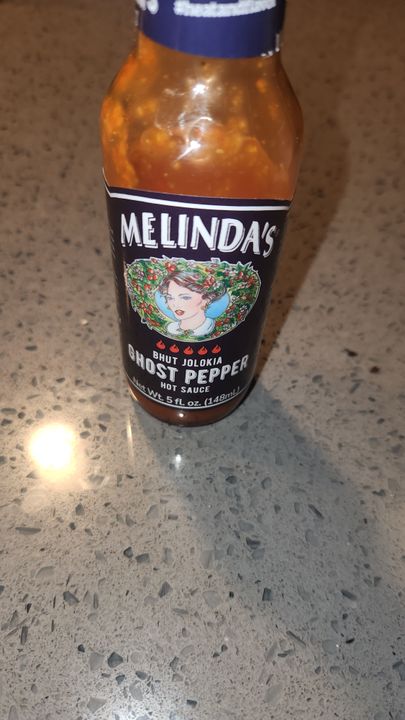 MELINDA'S
BHUT JOLOKIA
GHOST PEPPER
HOT SAUCE
Net Wt. 5 fl. oz. (148mL)